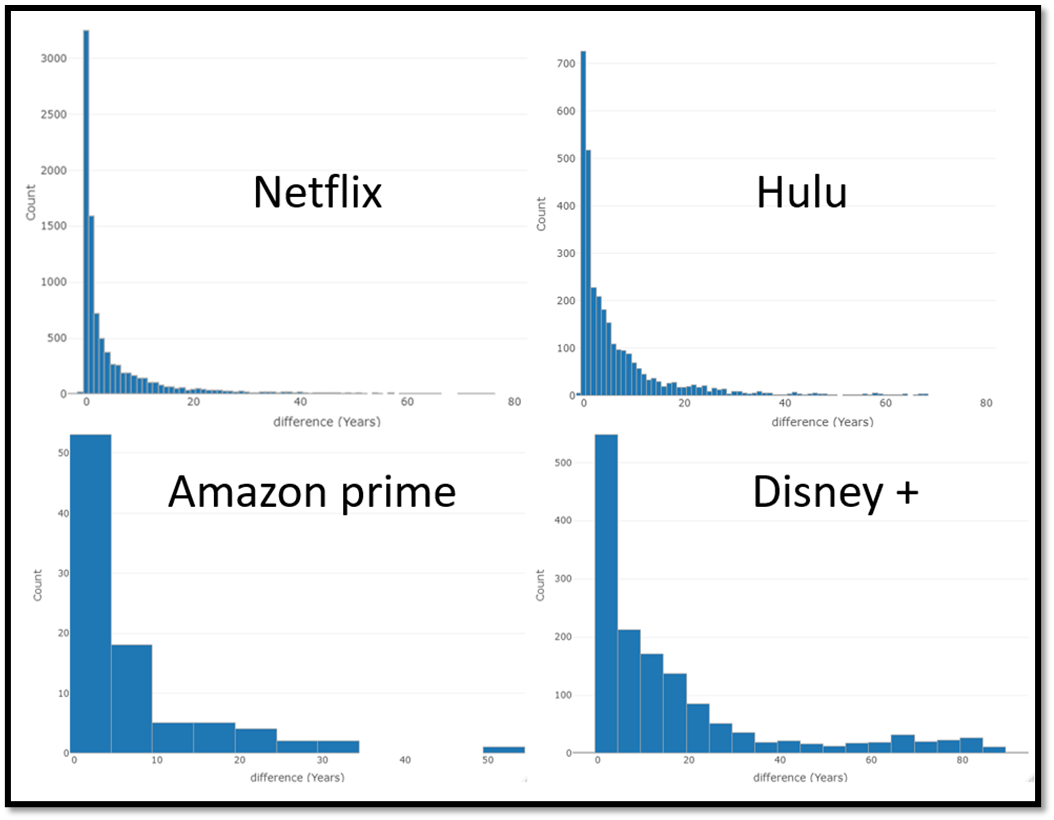 3000
2500
2000
1500
1000
500
0
Count
0 20 40 60 80
difference (Years)
Netflix
700
600
500
400
300
200
100
0
Count
0 20 40 60 80
difference (Years)
Hulu
50
40
30
20
10
0
Count
0 10 20 30 40 50
difference (Years)
Amazon prime
500
400
300
200
100
0
Count
0 20 40 60 80
difference (Years)
Disney +